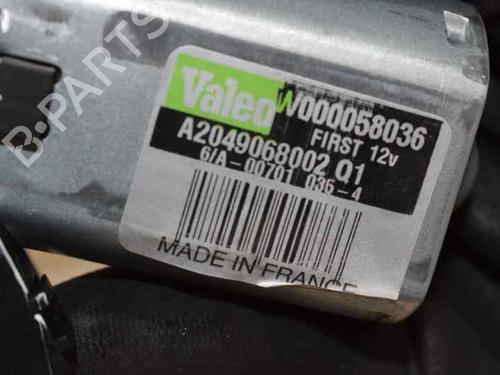 B-PARTS
Valeo W000058036
FIRST 12v
A2049068002 Q1
6/A-00701 036-4
MADE IN FRANCE